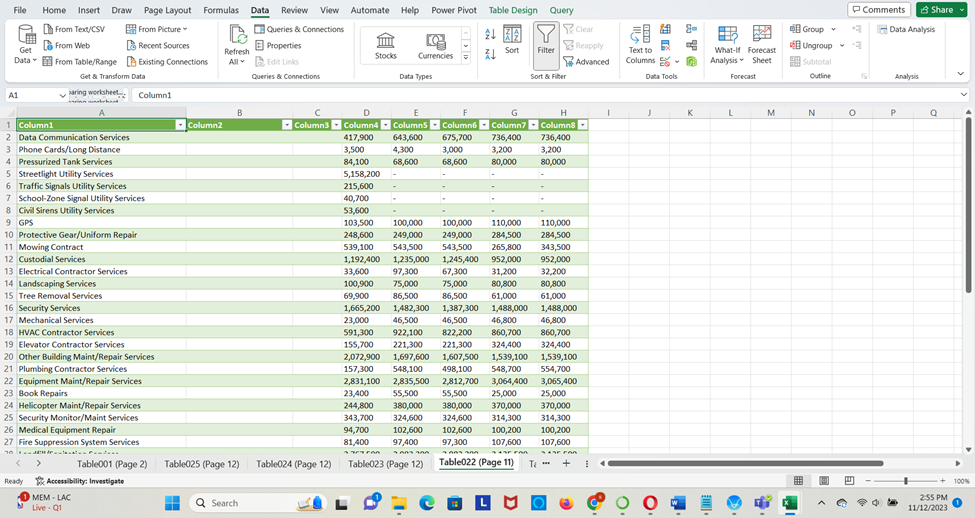 File Home Insert Draw Page Layout Formulas Data Review View Automate Help Power Pivot Table Design Query Comments Share
Get Data From Text/CSV From Web From Table/Range From Picture Recent Sources Existing Connections
Refresh All Queries & Connections Properties Edit Links
Stocks Currencies
Sort Filter Clear Reapply Advanced
Text to Columns What-If Analysis Forecast Sheet
Group Ungroup Subtotal Data Analysis
Get & Transform Data Queries & Connections Data Types Sort & Filter Data Tools Forecast Outline Analysis
A1 Column1
A B C D E F G H I J K L M N O P Q
1 Column1 Column2 Column3 Column4 Column5 Column6 Column7 Column8
2 Data Communication Services 417,900 643,600 675,700 736,400 736,400
3 Phone Cards/Long Distance 3,500 4,300 3,000 3,200 3,200
4 Pressurized Tank Services 84,100 68,600 68,600 80,000 80,000
5 Streetlight Utility Services 5,158,200 - - - -
6 Traffic Signals Utility Services 215,600 - - - -
7 School-Zone Signal Utility Services 40,700 - - - -
8 Civil Sirens Utility Services 53,600 - - - -
9 GPS 103,500 100,000 100,000 110,000 110,000
10 Protective Gear/Uniform Repair 248,600 249,000 249,000 284,500 284,500
11 Mowing Contract 539,100 543,500 543,500 265,800 343,500
12 Custodial Services 1,192,400 1,235,000 1,245,400 952,000 952,000
13 Electrical Contractor Services 33,600 97,300 67,300 31,200 32,200
14 Landscaping Services 100,900 75,000 75,000 80,800 80,800
15 Tree Removal Services 69,900 86,500 86,500 61,000 61,000
16 Security Services 1,665,200 1,482,300 1,387,300 1,488,000 1,488,000
17 Mechanical Services 23,000 46,500 46,500 46,800 46,800
18 HVAC Contractor Services 591,300 922,100 822,200 860,700 860,700
19 Elevator Contractor Services 155,700 221,300 221,300 324,400 324,400
20 Other Building Maint/Repair Services 2,072,900 1,697,600 1,607,500 1,539,100 1,539,100
21 Plumbing Contractor Services 157,300 548,100 498,100 548,700 554,700
22 Equipment Maint/Repair Services 2,831,100 2,835,500 2,812,700 3,064,400 3,065,400
23 Book Repairs 23,400 55,500 55,500 25,000 25,000
24 Helicopter Maint/Repair Services 244,800 380,000 380,000 370,000 370,000
25 Security Monitor/Maint Services 343,700 324,600 324,600 314,300 314,300
26 Medical Equipment Repair 94,700 102,600 102,600 100,200 100,200
27 Fire Suppression System Services 81,400 97,400 97,300 107,600 107,600
Table001 (Page 2) Table025 (Page 12) Table024 (Page 12) Table023 (Page 12) Table022 (Page 11)
Ready Accessibility: Investigate 100%
MEM - LAC
Live - Q1
Search
2:55 PM
11/12/2023